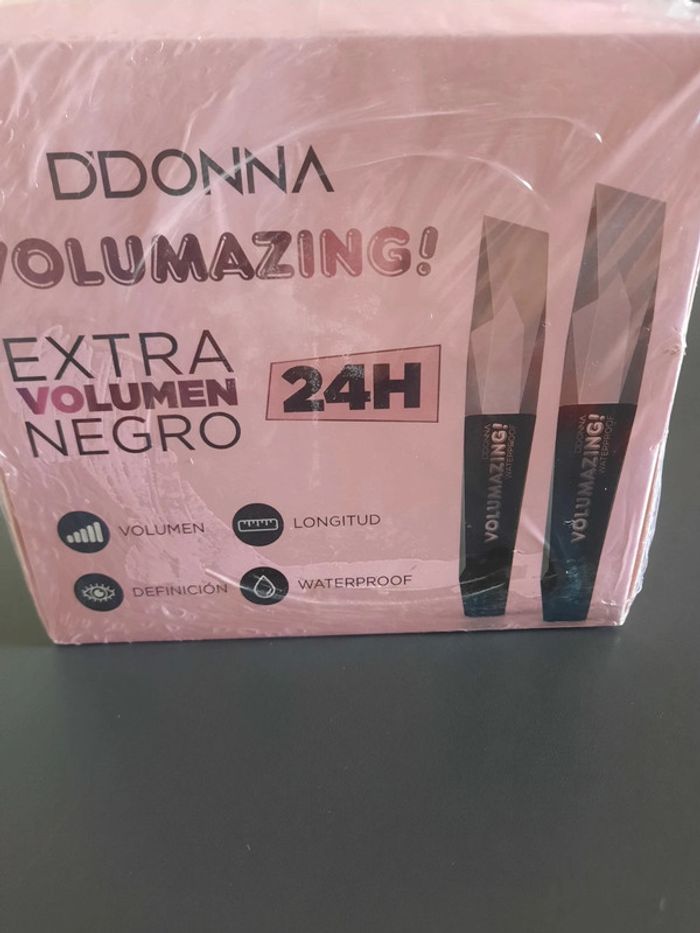 D'DONNA
VOLUMAZING!
EXTRA
VOLUMEN
NEGRO
24H
VOLUMEN
LONGITUD
DEFINICIÓN
WATERPROOF
D'DONNA
VOLUMAZING!
WATERPROOF
D'DONNA
VOLUMAZING!
WATERPROOF